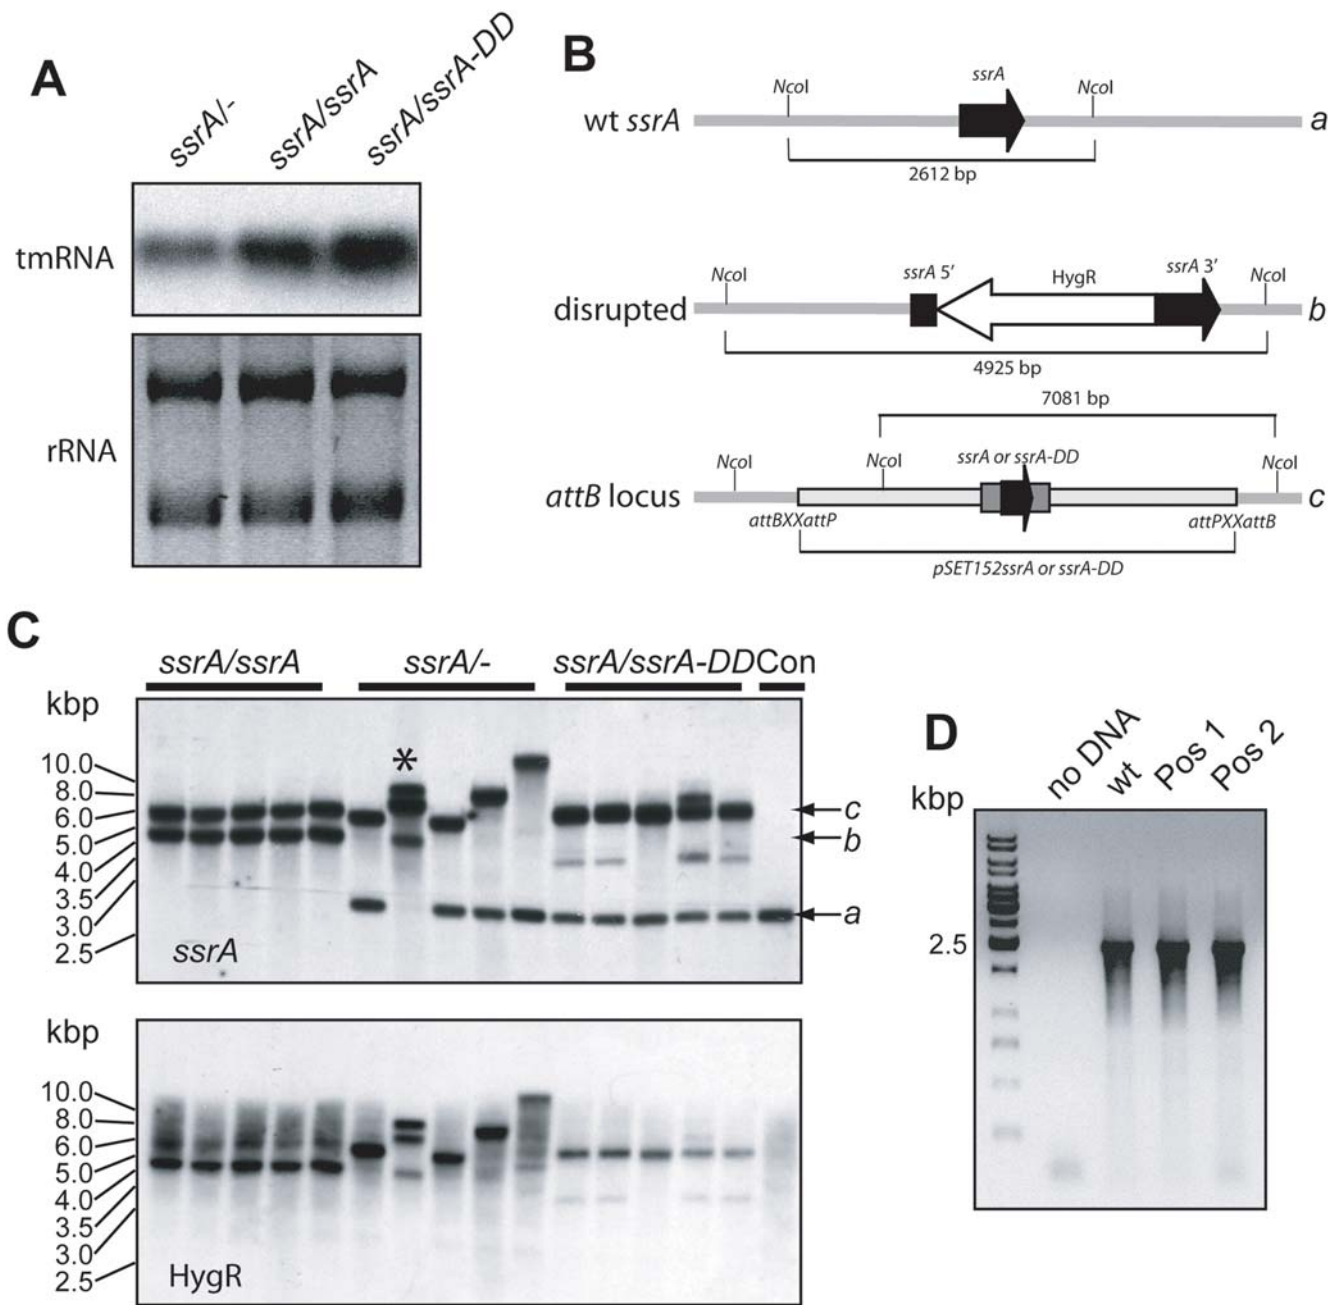 A
ssrA/-
ssrA/ssrA
ssrA/ssrA-DD
tmRNA
rRNA
B
wt ssrA
NcoI
ssrA
NcoI
a
2612 bp
disrupted
NcoI
ssrA 5'
HygR
ssrA 3'
NcoI
b
4925 bp
7081 bp
attB locus
NcoI
NcoI
ssrA or ssrA-DD
NcoI
c
attBXXattP
attPXXattB
pSET152ssrA or ssrA-DD
C
ssrA/ssrA
ssrA/-
ssrA/ssrA-DD
Con
kbp
10.0
8.0
6.0
5.0
4.0
3.5
3.0
2.5
*
c
b
a
ssrA
kbp
10.0
8.0
6.0
5.0
4.0
3.5
3.0
2.5
HygR
D
no DNA
wt
Pos 1
Pos 2
kbp
2.5